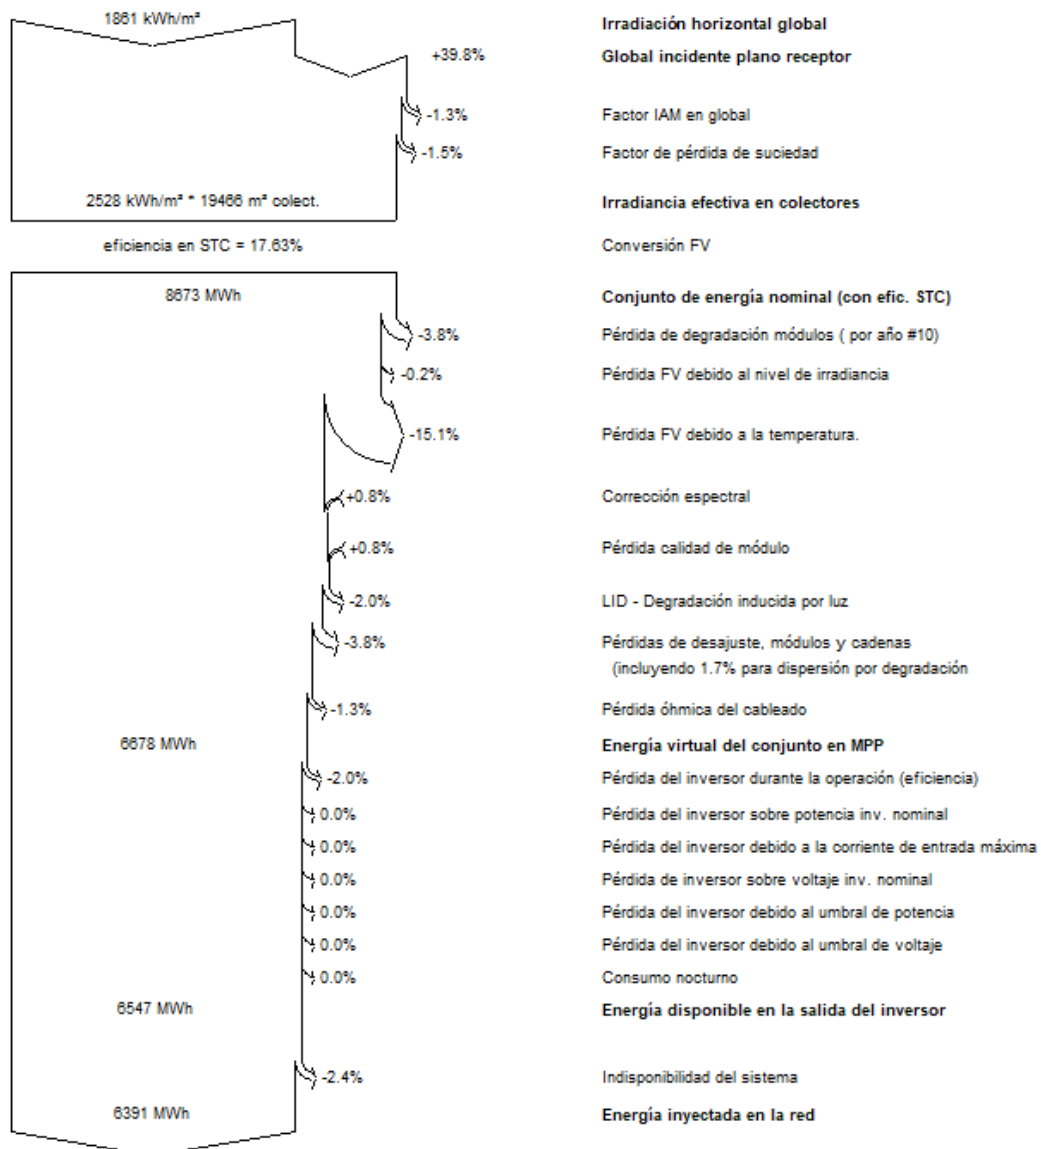 1861 kWh/m²
Irradiación horizontal global
+39.8%
Global incidente plano receptor
-1.3%
Factor IAM en global
-1.5%
Factor de pérdida de suciedad
2528 kWh/m² * 19466 m² colect.
Irradiancia efectiva en colectores
eficiencia en STC = 17.63%
Conversión FV
8673 MWh
Conjunto de energía nominal (con efic. STC)
-3.8%
Pérdida de degradación módulos ( por año #10)
-0.2%
Pérdida FV debido al nivel de irradiancia
-15.1%
Pérdida FV debido a la temperatura.
+0.8%
Corrección espectral
+0.8%
Pérdida calidad de módulo
-2.0%
LID - Degradación inducida por luz
-3.8%
Pérdidas de desajuste, módulos y cadenas
(incluyendo 1.7% para dispersión por degradación
-1.3%
Pérdida óhmica del cableado
6678 MWh
Energía virtual del conjunto en MPP
-2.0%
Pérdida del inversor durante la operación (eficiencia)
0.0%
Pérdida del inversor sobre potencia inv. nominal
0.0%
Pérdida del inversor debido a la corriente de entrada máxima
0.0%
Pérdida de inversor sobre voltaje inv. nominal
0.0%
Pérdida del inversor debido al umbral de potencia
0.0%
Pérdida del inversor debido al umbral de voltaje
0.0%
Consumo nocturno
6547 MWh
Energía disponible en la salida del inversor
-2.4%
Indisponibilidad del sistema
6391 MWh
Energía inyectada en la red